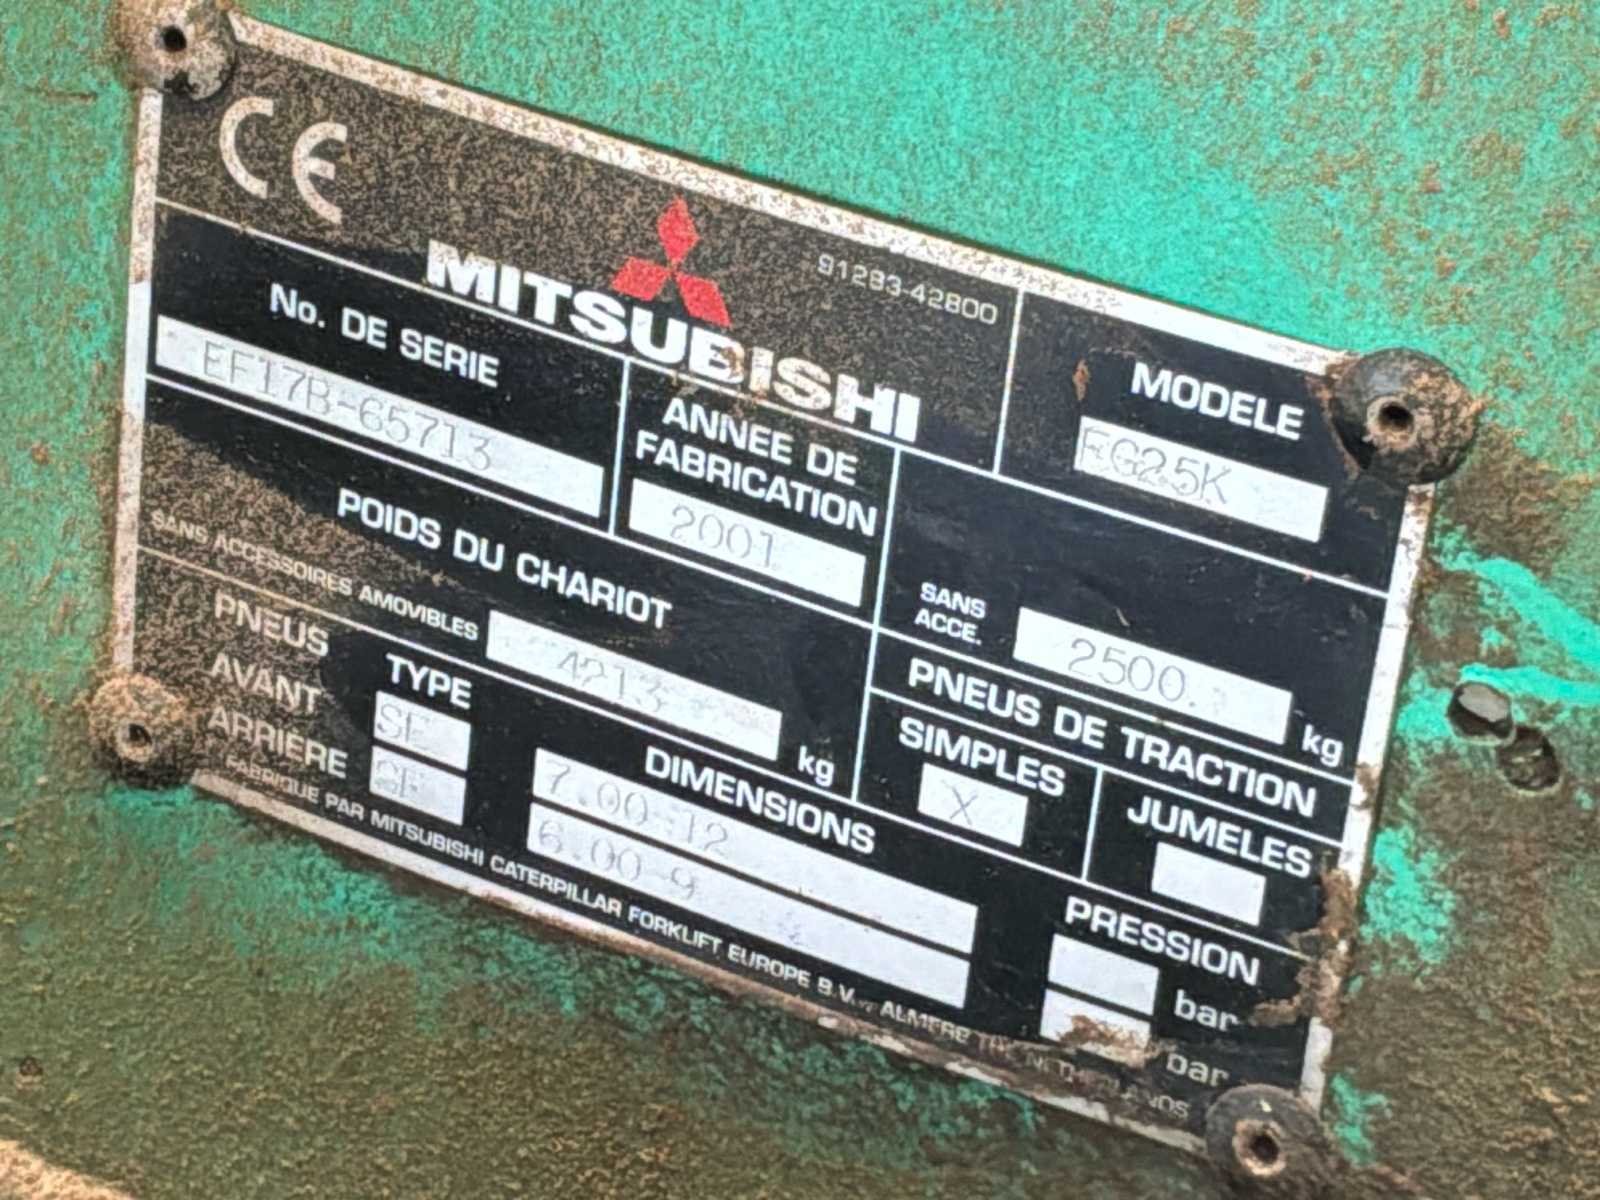 CE
MITSUBISHI
91283-42800
No. DE SERIE
EF17B-65713
ANNEE DE
FABRICATION
2001
MODELE
FG25K
POIDS DU CHARIOT
SANS ACCESSOIRES AMOVIBLES
4213
kg
SANS
ACCE.
2500.
kg
PNEUS DE TRACTION
SIMPLES
X
JUMELES
PNEUS
TYPE
DIMENSIONS
PRESSION
AVANT
SE
7.00-12
bar
ARRIÈRE
SE
6.00-9
bar
FABRIQUE PAR MITSUBISHI CATERPILLAR FORKLIFT EUROPE B.V., ALMERE THE NETHERLANDS